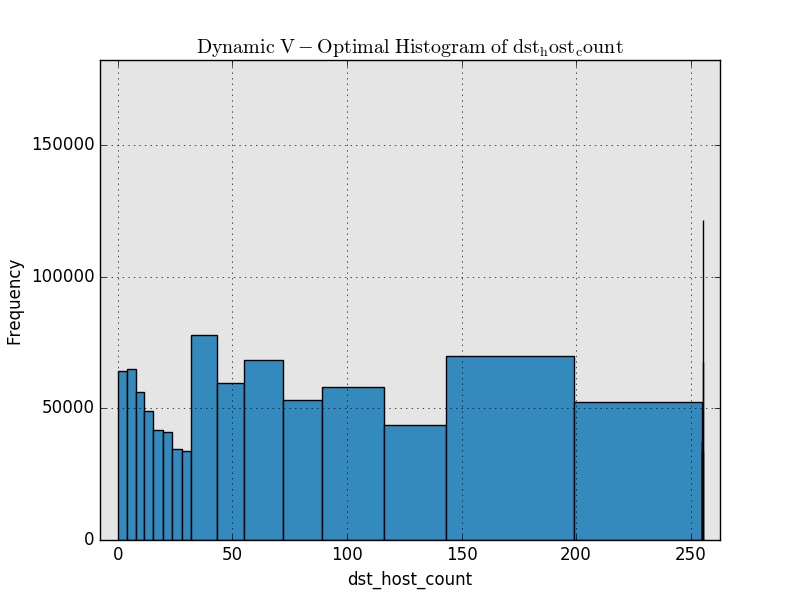 Dynamic V − Optimal Histogram of dst_host_count
Frequency
150000
100000
50000
0
0 50 100 150 200 250
dst_host_count